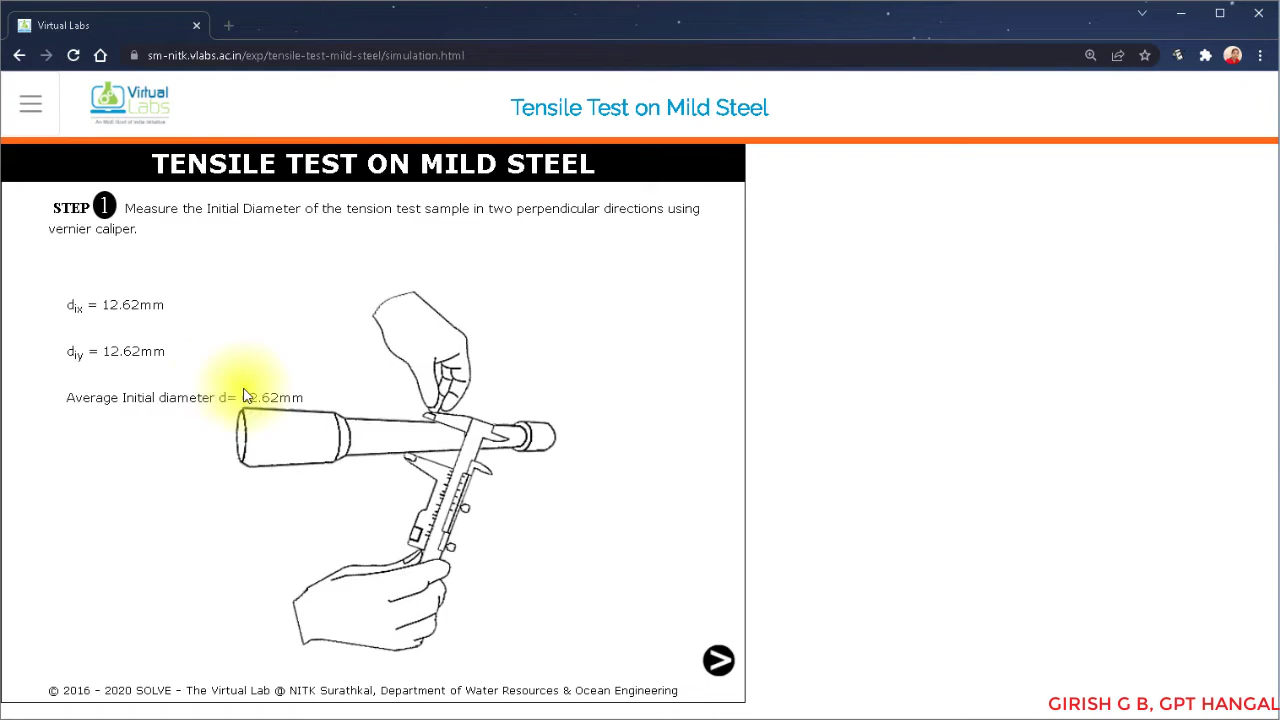 Virtual Labs
sm-nitk.vlabs.ac.in/exp/tensile-test-mild-steel/simulation.html
Virtual
Labs
Tensile Test on Mild Steel
TENSILE TEST ON MILD STEEL
STEP 1 Measure the Initial Diameter of the tension test sample in two perpendicular directions using
vernier caliper.
dix = 12.62mm
diy = 12.62mm
Average Initial diameter d= 12.62mm
>
© 2016 - 2020 SOLVE - The Virtual Lab @ NITK Surathkal, Department of Water Resources & Ocean Engineering
GIRISH G B, GPT HANGAL